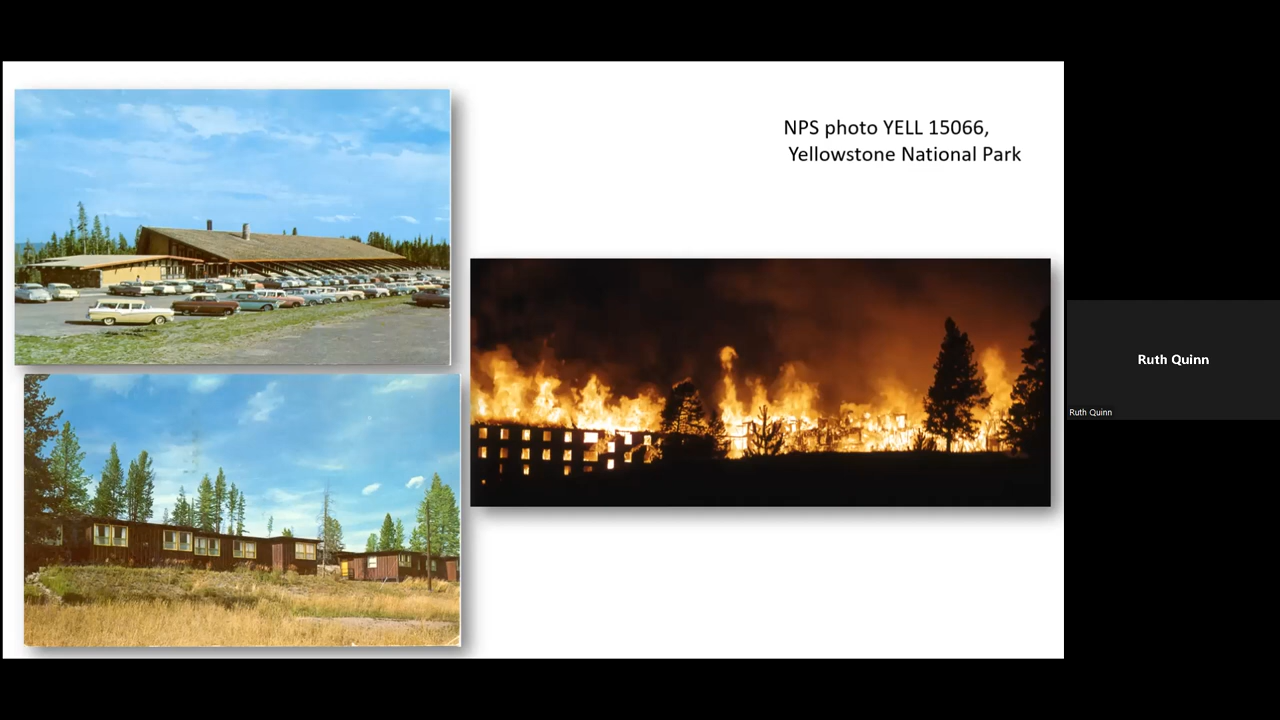 NPS photo YELL 15066,
Yellowstone National Park
Ruth Quinn
Ruth Quinn